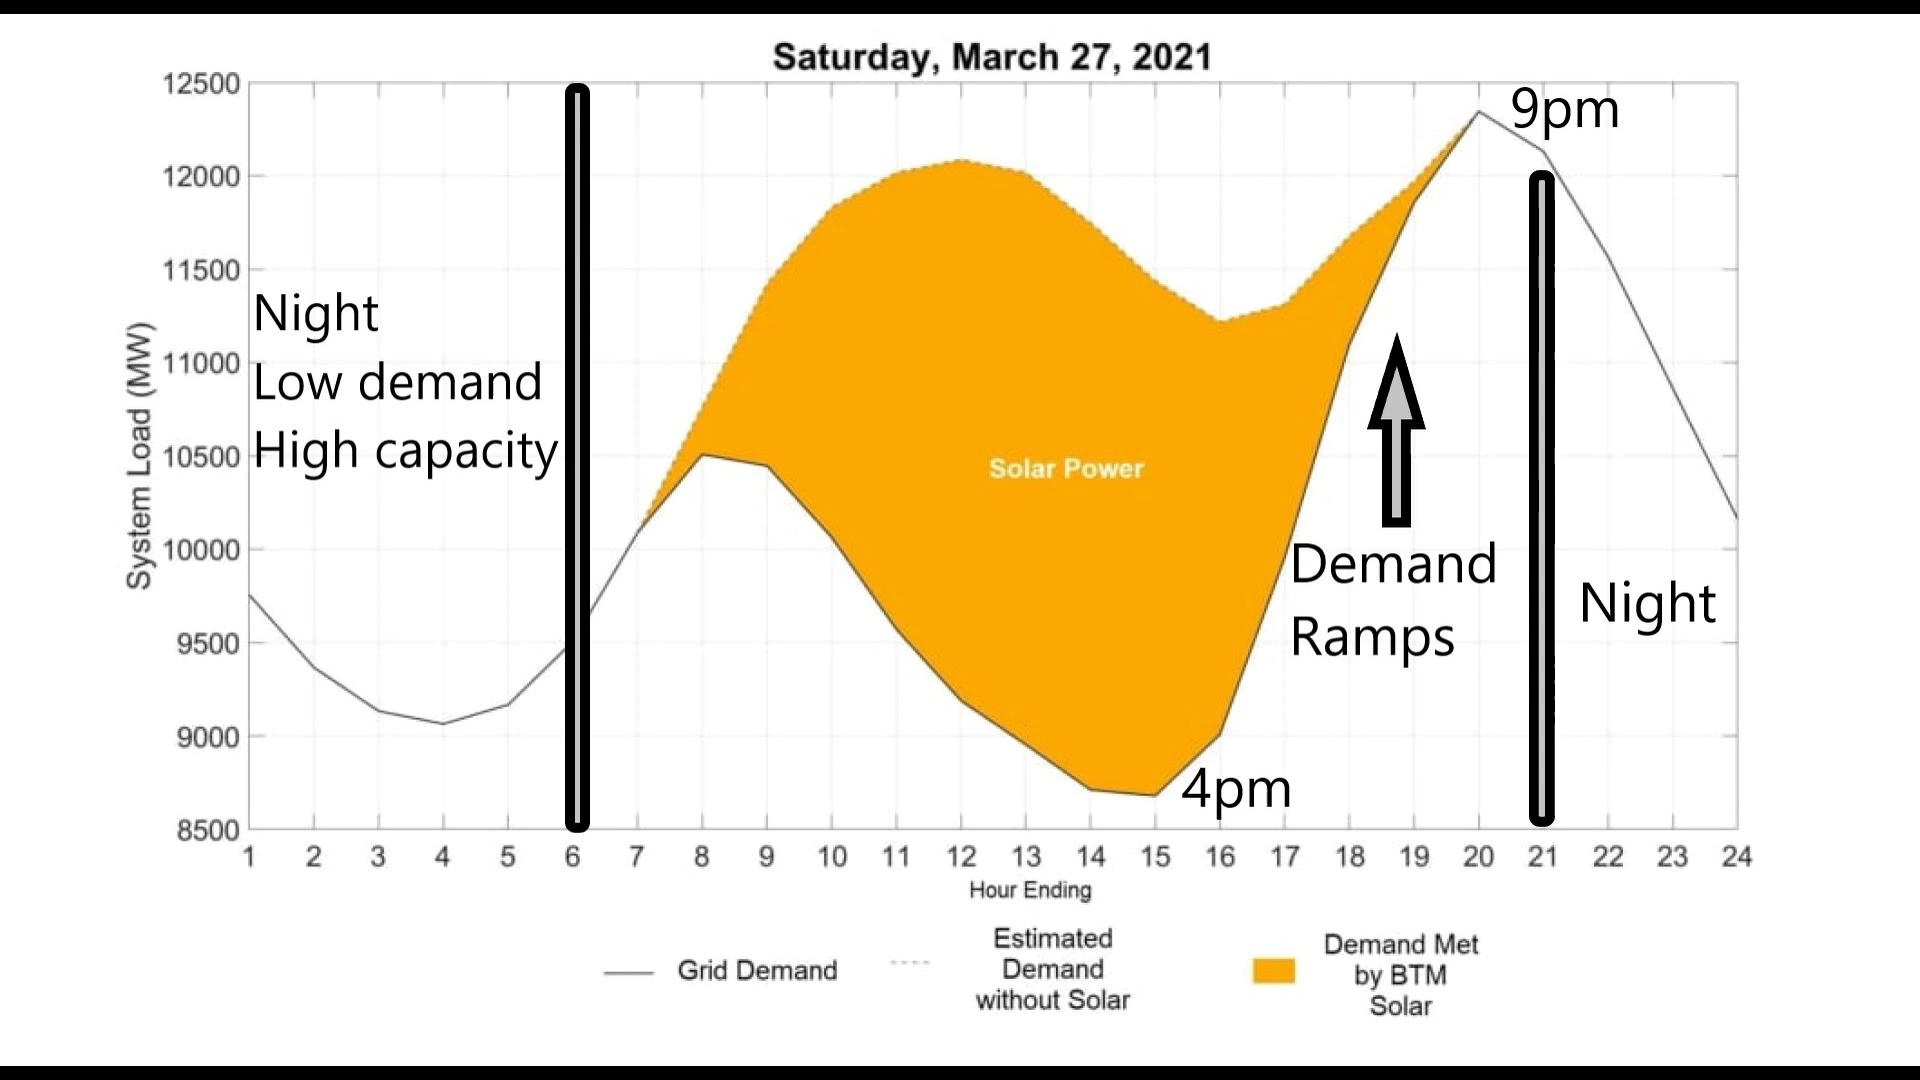 Saturday, March 27, 2021
12500
12000
11500
11000
10500
10000
9500
9000
8500
System Load (MW)
Night
Low demand
High capacity
Solar Power
9pm
Demand
Ramps
Night
4pm
1 2 3 4 5 6 7 8 9 10 11 12 13 14 15 16 17 18 19 20 21 22 23 24
Hour Ending
Grid Demand
Estimated
Demand
without Solar
Demand Met
by BTM
Solar